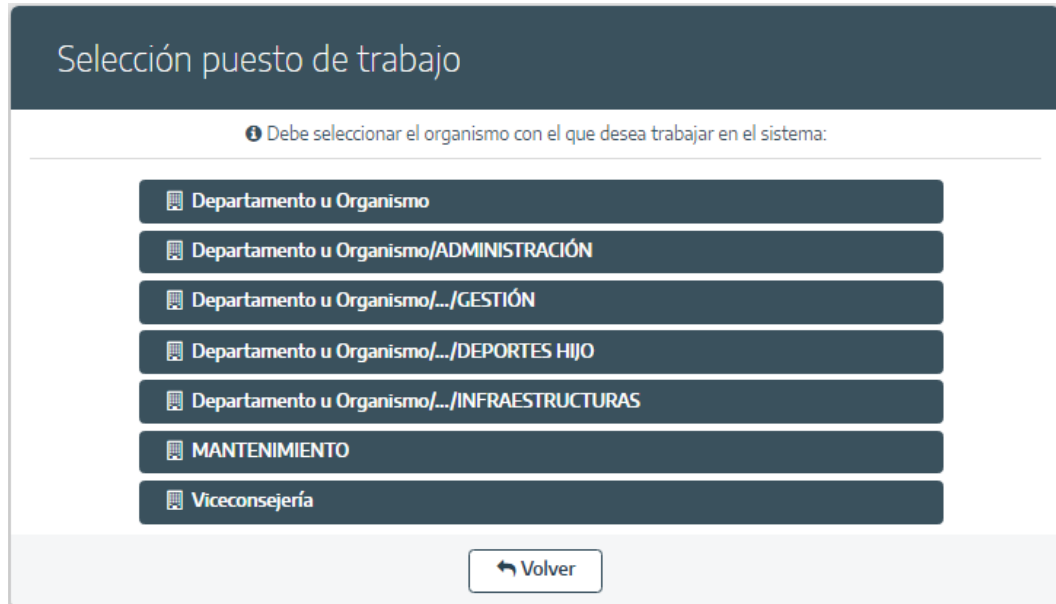 Selección puesto de trabajo
Debe seleccionar el organismo con el que desea trabajar en el sistema:
Departamento u Organismo
Departamento u Organismo/ADMINISTRACIÓN
Departamento u Organismo/.../GESTIÓN
Departamento u Organismo/.../DEPORTES HIJO
Departamento u Organismo/.../INFRAESTRUCTURAS
MANTENIMIENTO
Viceconsejería
Volver